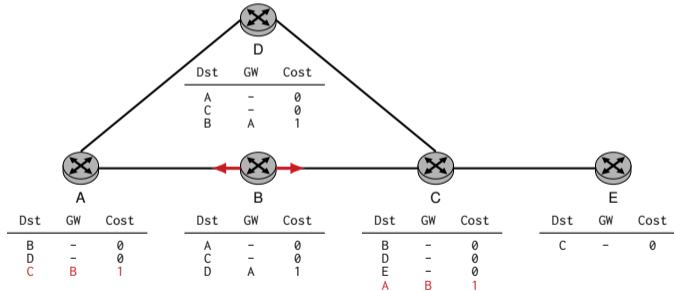 D
Dst GW Cost
A - 0
C - 0
B A 1
A
Dst GW Cost
B - 0
D - 0
C B 1
B
Dst GW Cost
A - 0
C - 0
D A 1
C
Dst GW Cost
B - 0
D - 0
E - 0
A B 1
E
Dst GW Cost
C - 0